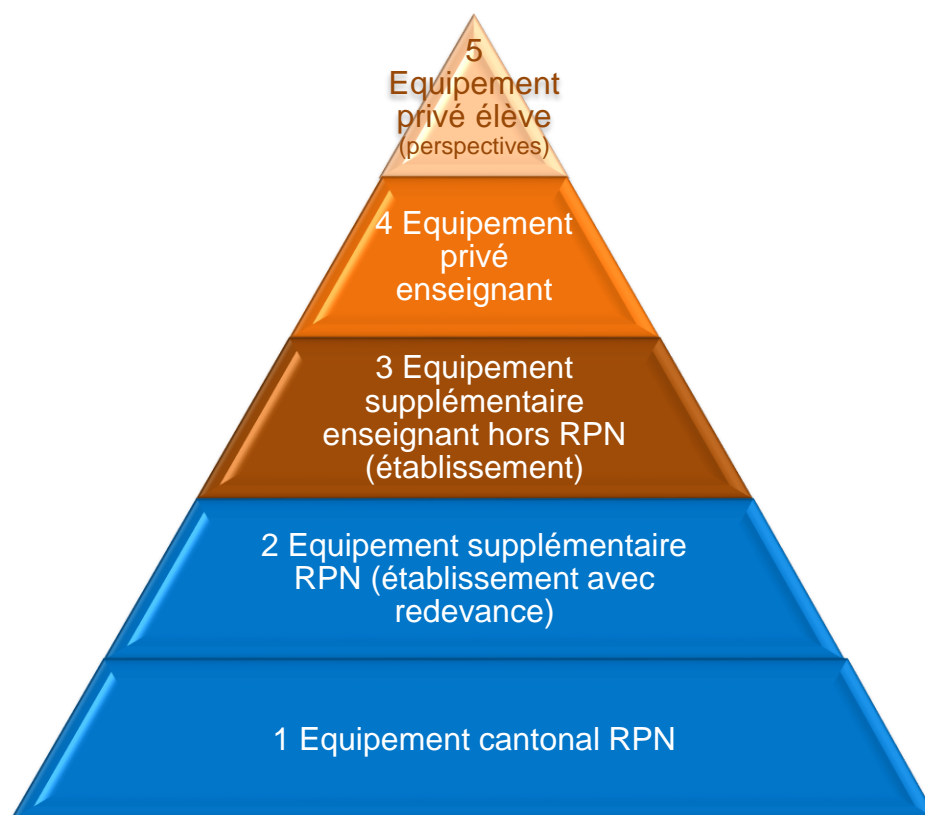 5
Equipement
privé élève
(perspectives)
4 Equipement
privé
enseignant
3 Equipement
supplémentaire
enseignant hors RPN
(établissement)
2 Equipement supplémentaire
RPN (établissement avec
redevance)
1 Equipement cantonal RPN